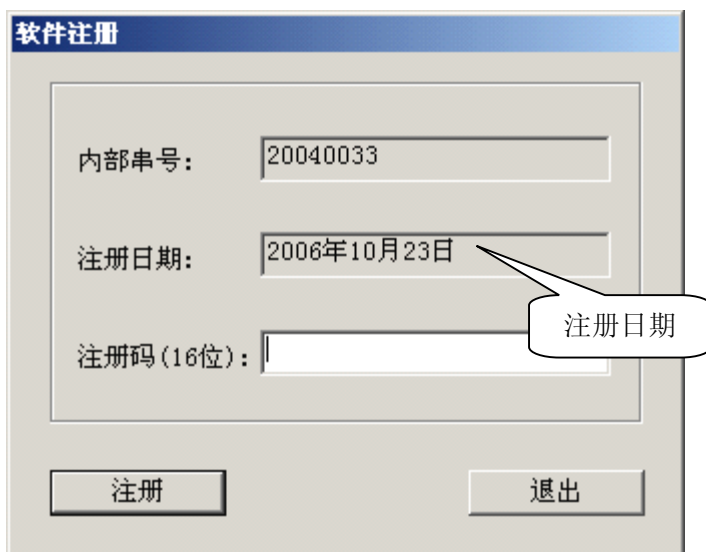 软件注册
内部串号： 20040033
注册日期： 2006年10月23日
注册日期
注册码(16位)：
注册 退出